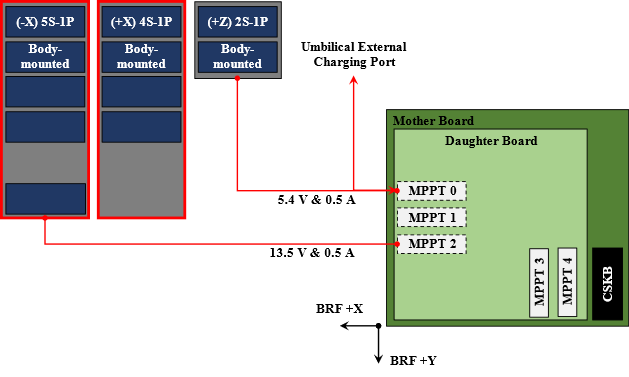 (-X) 5S-1P
Body-
mounted
(+X) 4S-1P
Body-
mounted
(+Z) 2S-1P
Body-
mounted
Umbilical External
Charging Port
Mother Board
Daughter Board
5.4 V & 0.5 A
MPPT 0
MPPT 1
13.5 V & 0.5 A
MPPT 2
MPPT 3
MPPT 4
CSKB
BRF +X
BRF +Y